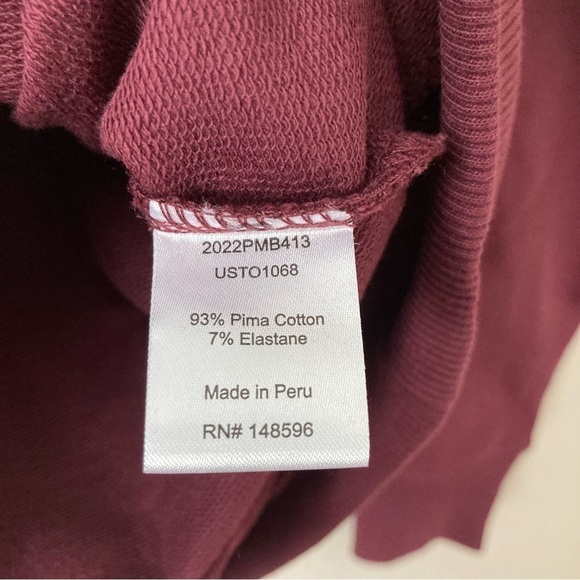 2022PMB413
USTO1068
93% Pima Cotton
7% Elastane
Made in Peru
RN# 148596